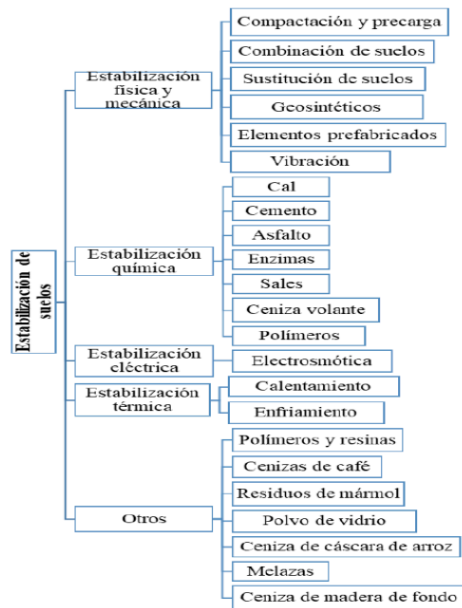 Estabilización de
suelos
Estabilización
física y
mecánica
Compactación y precarga
Combinación de suelos
Sustitución de suelos
Geosintéticos
Elementos prefabricados
Vibración
Estabilización
química
Cal
Cemento
Asfalto
Enzimas
Sales
Ceniza volante
Polímeros
Estabilización
eléctrica
Electrosmótica
Estabilización
térmica
Calentamiento
Enfriamiento
Otros
Polímeros y resinas
Cenizas de café
Residuos de mármol
Polvo de vidrio
Ceniza de cáscara de arroz
Melazas
Ceniza de madera de fondo